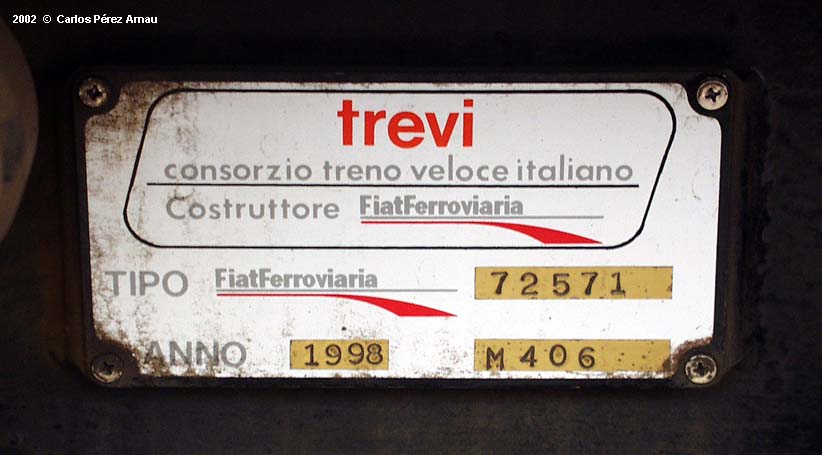 2002 © Carlos Pérez Arnau
trevi
consorzio treno veloce italiano
Costruttore FiatFerroviaria
TIPO FiatFerroviaria 72571
ANNO 1998 M406